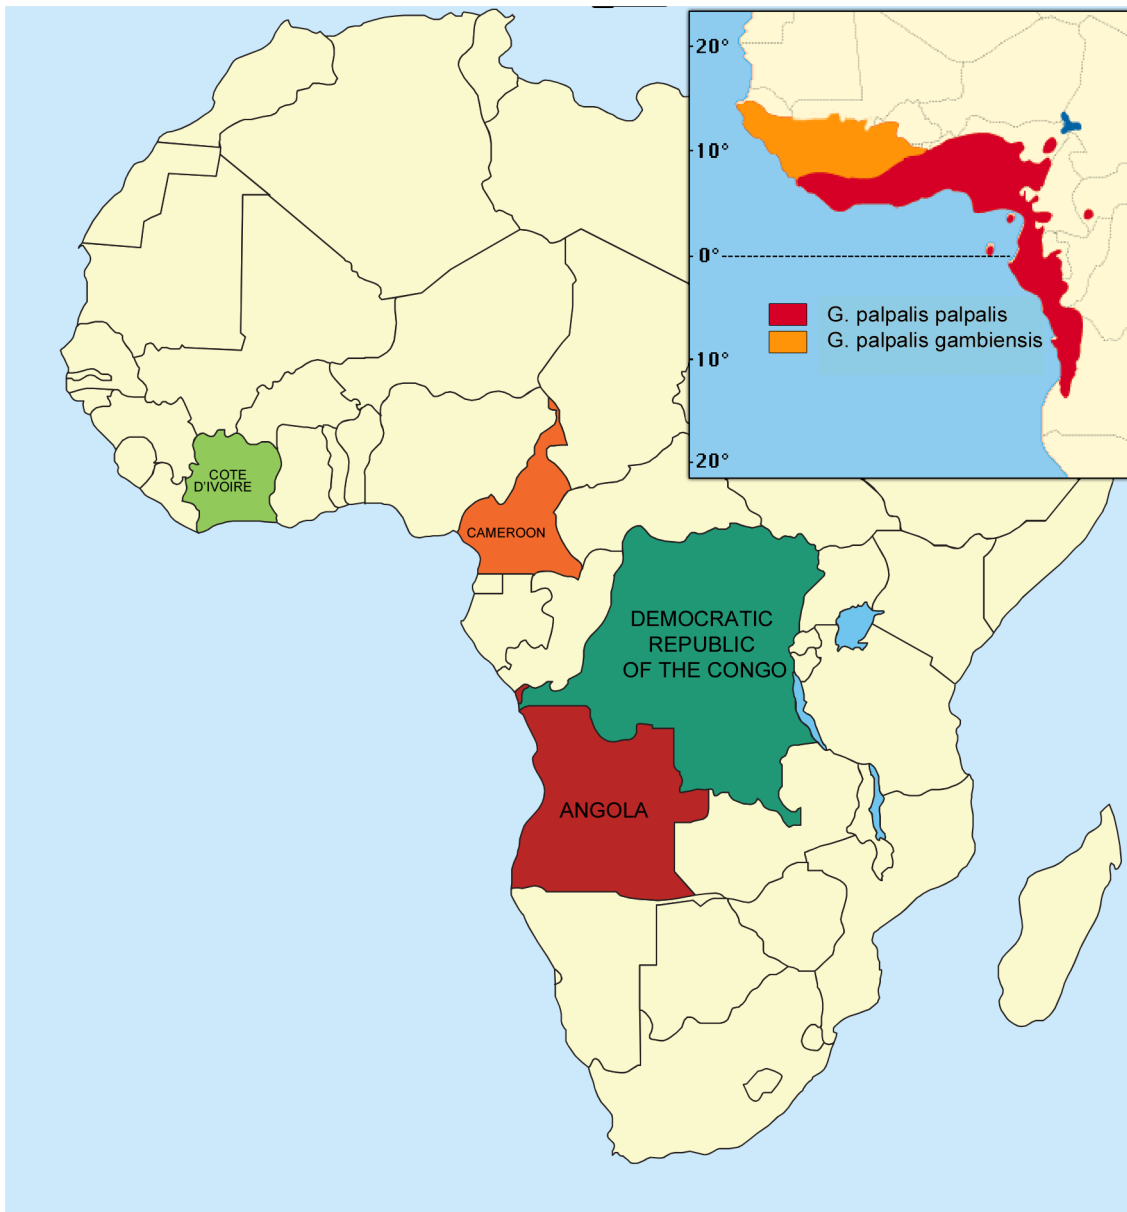 20°
10°
0°
G. palpalis palpalis
G. palpalis gambiensis
10°
20°
COTE
D'IVOIRE
CAMEROON
DEMOCRATIC
REPUBLIC
OF THE CONGO
ANGOLA